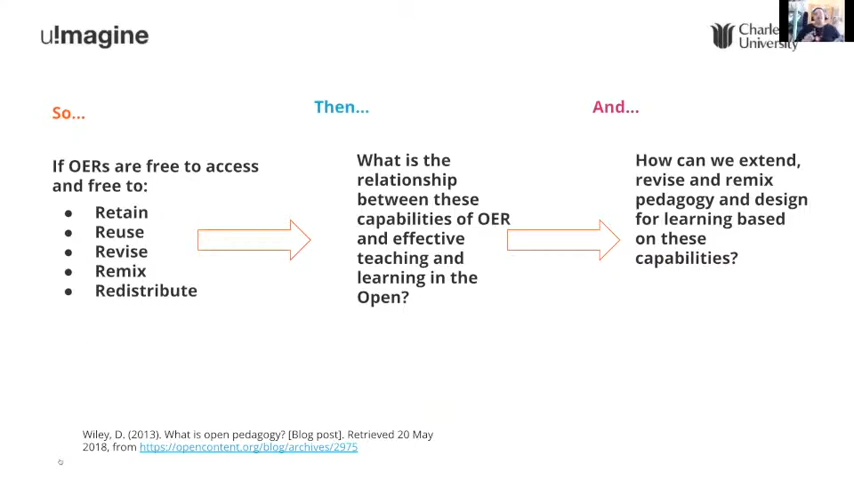 u!magine
Charle
University
So...
If OERs are free to access
and free to:
● Retain
● Reuse
● Revise
● Remix
● Redistribute
Then...
What is the
relationship
between these
capabilities of OER
and effective
teaching and
learning in the
Open?
And...
How can we extend,
revise and remix
pedagogy and design
for learning based
on these
capabilities?
Wiley, D. (2013). What is open pedagogy? [Blog post]. Retrieved 20 May
2018, from https://opencontent.org/blog/archives/2975